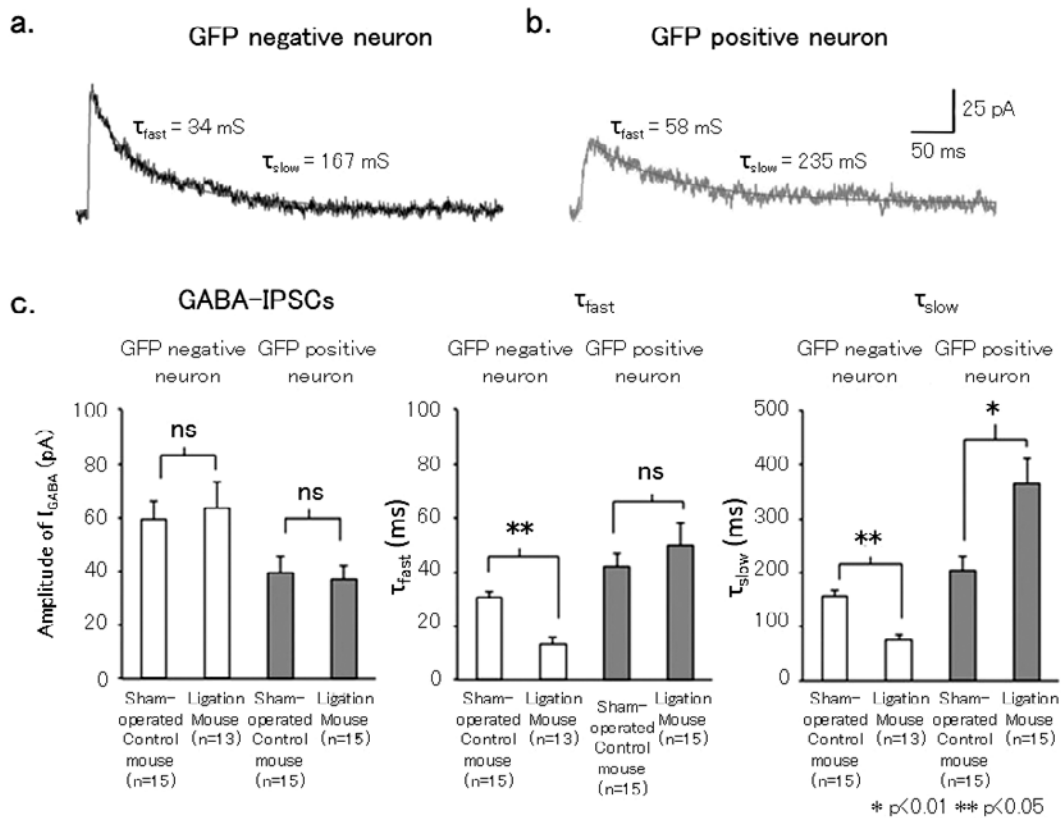 a.
GFP negative neuron
τfast = 34 mS
τslow = 167 mS
b.
GFP positive neuron
τfast = 58 mS
τslow = 235 mS
25 pA
50 ms
c.
GABA-IPSCs
GFP negative
neuron
GFP positive
neuron
Amplitude of IGABA (pA)
100
80
60
40
20
0
ns
ns
Sham-
operated
Control
mouse
(n=15)
Ligation
Mouse
(n=13)
Sham-
operated
Control
mouse
(n=15)
Ligation
Mouse
(n=15)
τfast
GFP negative
neuron
GFP positive
neuron
τfast (ms)
100
80
60
40
20
0
**
ns
Sham-
operated
Control
mouse
(n=15)
Ligation
Mouse
(n=13)
Sham-
operated
Control
mouse
(n=15)
Ligation
Mouse
(n=15)
τslow
GFP negative
neuron
GFP positive
neuron
τslow (ms)
500
400
300
200
100
0
**
*
Sham-
operated
Control
mouse
(n=15)
Ligation
Mouse
(n=13)
Sham-
operated
Control
mouse
(n=15)
Ligation
Mouse
(n=15)
* p<0.01 ** p<0.05